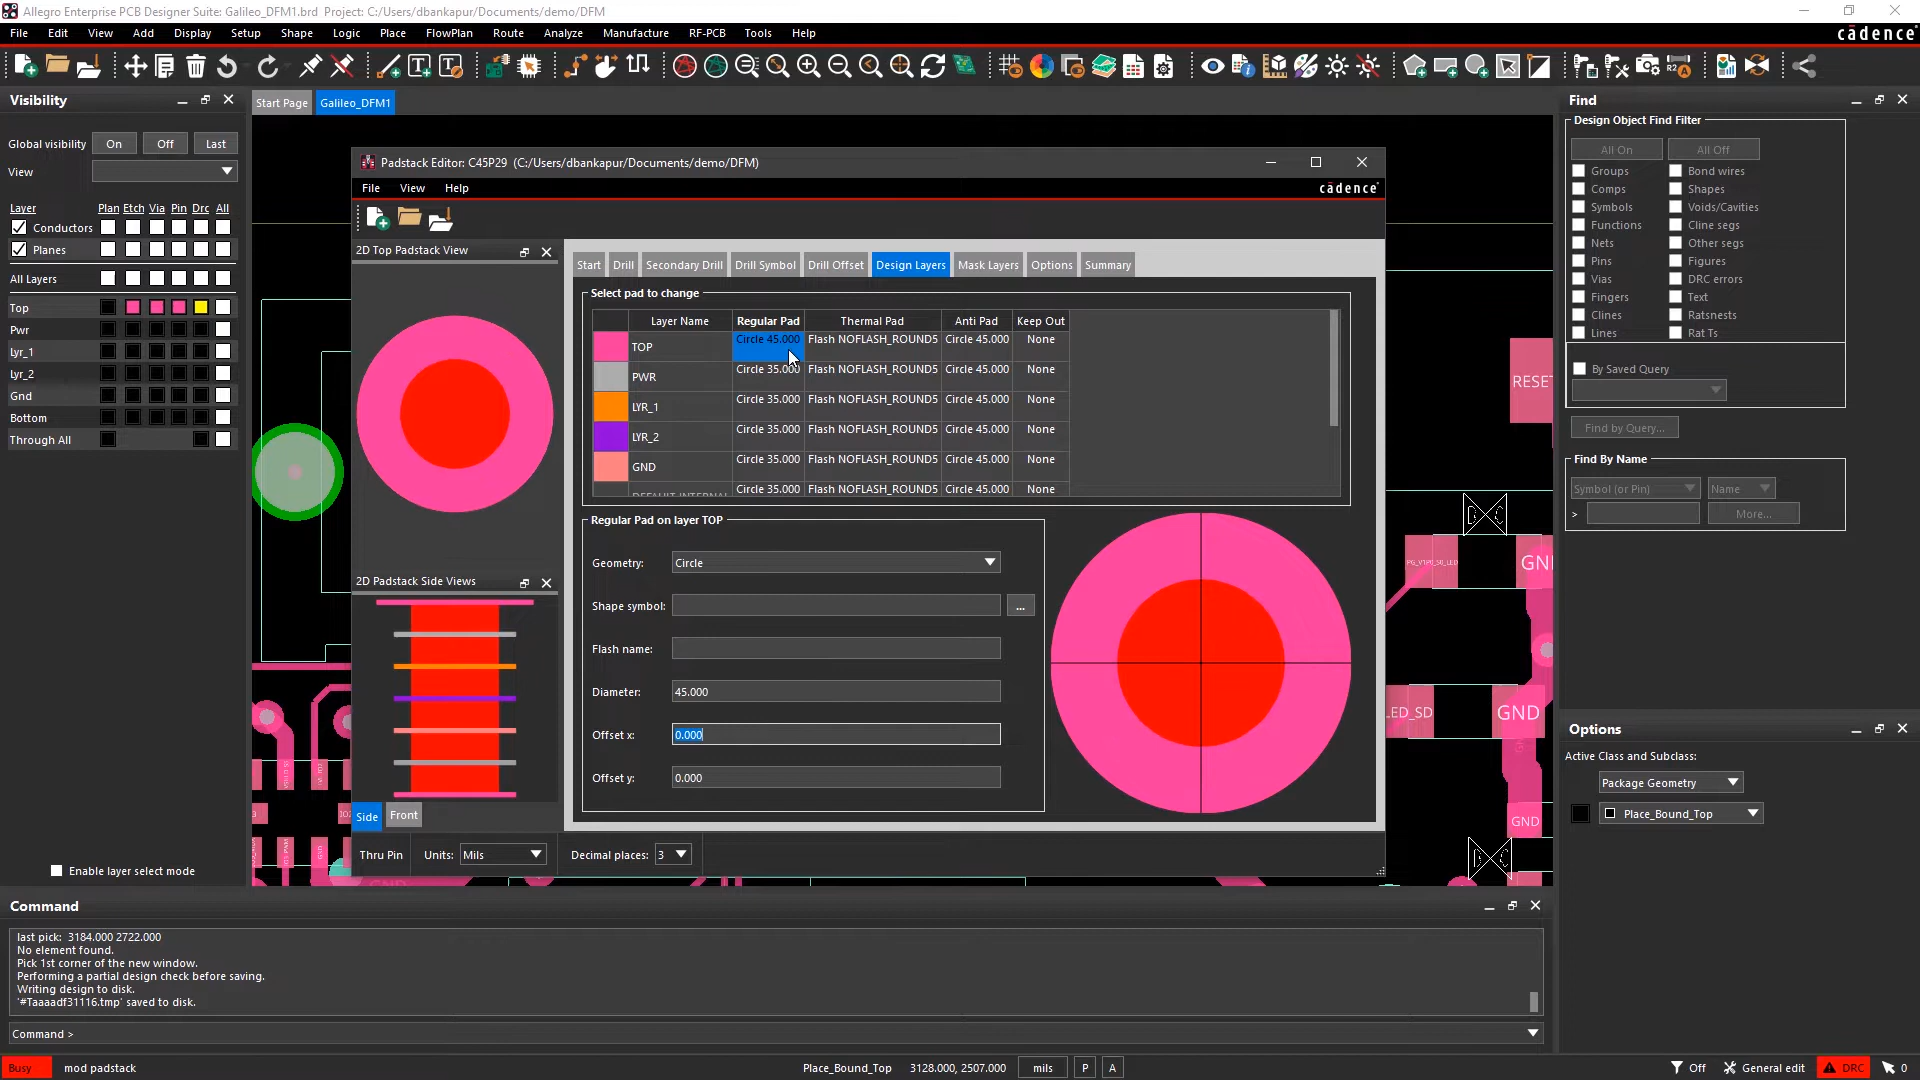 Allegro Enterprise PCB Designer Suite: Galileo_DFM1.brd Project: C:/Users/dbankapur/Documents/demo/DFM
File Edit View Add Display Setup Shape Logic Place FlowPlan Route Analyze Manufacture RF-PCB Tools Help
cādence
Visibility
Start Page Galileo_DFM1
Global visibility On Off Last
View
Layer Plan Etch Via Pin Drc All
Conductors
Planes
All Layers
Top
Pwr
Lyr_1
Lyr_2
Gnd
Bottom
Through All
Enable layer select mode
Padstack Editor: C45P29 (C:/Users/dbankapur/Documents/demo/DFM)
File View Help
cādence
2D Top Padstack View
2D Padstack Side Views
Side Front
Start Drill Secondary Drill Drill Symbol Drill Offset Design Layers Mask Layers Options Summary
Select pad to change
Layer Name Regular Pad Thermal Pad Anti Pad Keep Out
TOP Circle 45.000 Flash NOFLASH_ROUND5 Circle 45.000 None
PWR Circle 35.000 Flash NOFLASH_ROUND5 Circle 45.000 None
LYR_1 Circle 35.000 Flash NOFLASH_ROUND5 Circle 45.000 None
LYR_2 Circle 35.000 Flash NOFLASH_ROUND5 Circle 45.000 None
GND Circle 35.000 Flash NOFLASH_ROUND5 Circle 45.000 None
DEFAULT INTERNAL Circle 35.000 Flash NOFLASH_ROUND5 Circle 45.000 None
Regular Pad on layer TOP
Geometry: Circle
Shape symbol: ...
Flash name:
Diameter: 45.000
Offset x: 0.000
Offset y: 0.000
Thru Pin Units: Mils Decimal places: 3
RESET
PG_V1P0_S0_LED
GND
LED_SD
GND
GND
Find
Design Object Find Filter
All On All Off
Groups Bond wires
Comps Shapes
Symbols Voids/Cavities
Functions Cline segs
Nets Other segs
Pins Figures
Vias DRC errors
Fingers Text
Clines Ratsnests
Lines Rat Ts
By Saved Query
Find by Query...
Find By Name
Symbol (or Pin) Name
> More...
Options
Active Class and Subclass:
Package Geometry
Place_Bound_Top
Command
last pick: 3184.000 2722.000
No element found.
Pick 1st corner of the new window.
Performing a partial design check before saving.
Writing design to disk.
'#Taaaadf31116.tmp' saved to disk.
Command >
Busy mod padstack Place_Bound_Top 3128.000, 2507.000 mils P A Off General edit DRC 0